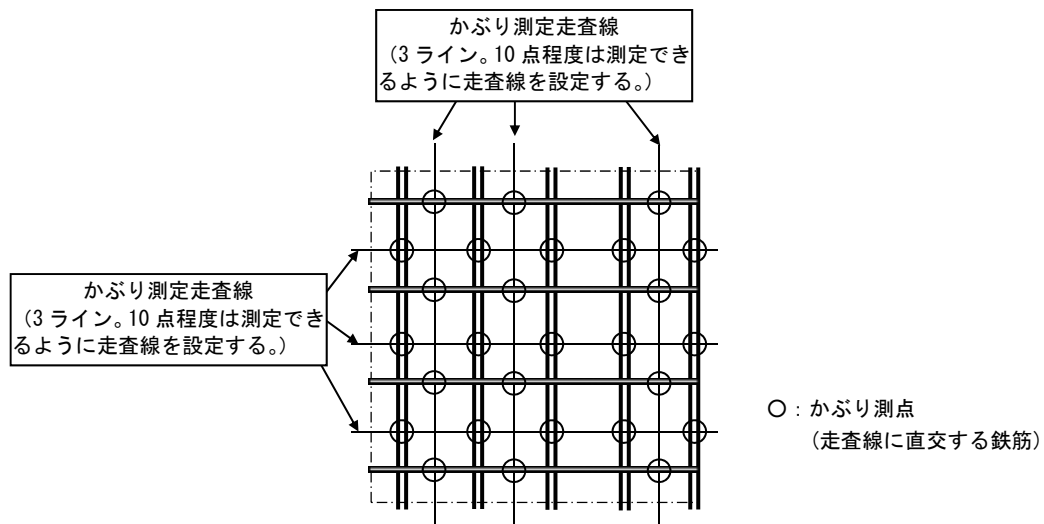 かぶり測定走査線
（3 ライン。10 点程度は測定でき
るように走査線を設定する。）
かぶり測定走査線
（3 ライン。10 点程度は測定でき
るように走査線を設定する。）
○：かぶり測点
（走査線に直交する鉄筋）